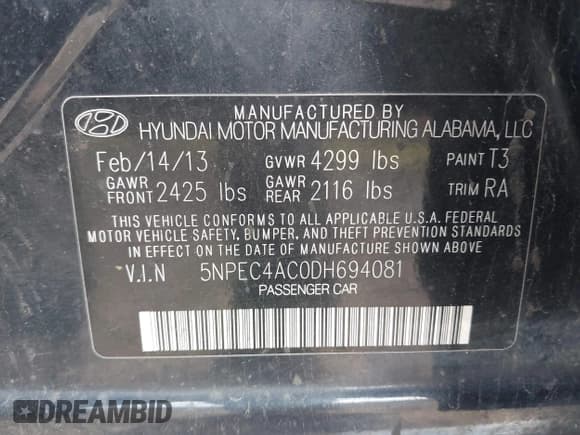 MANUFACTURED BY
HYUNDAI MOTOR MANUFACTURING ALABAMA, LLC
Feb/14/13 GVWR 4299 lbs PAINT T3
GAWR FRONT 2425 lbs GAWR REAR 2116 lbs TRIM RA
THIS VEHICLE CONFORMS TO ALL APPLICABLE U.S.A. FEDERAL
MOTOR VEHICLE SAFETY, BUMPER, AND THEFT PREVENTION STANDARDS
IN EFFECT ON THE DATE OF MANUFACTURE SHOWN ABOVE
V.I.N 5NPEC4AC0DH694081
PASSENGER CAR
DREAMBID